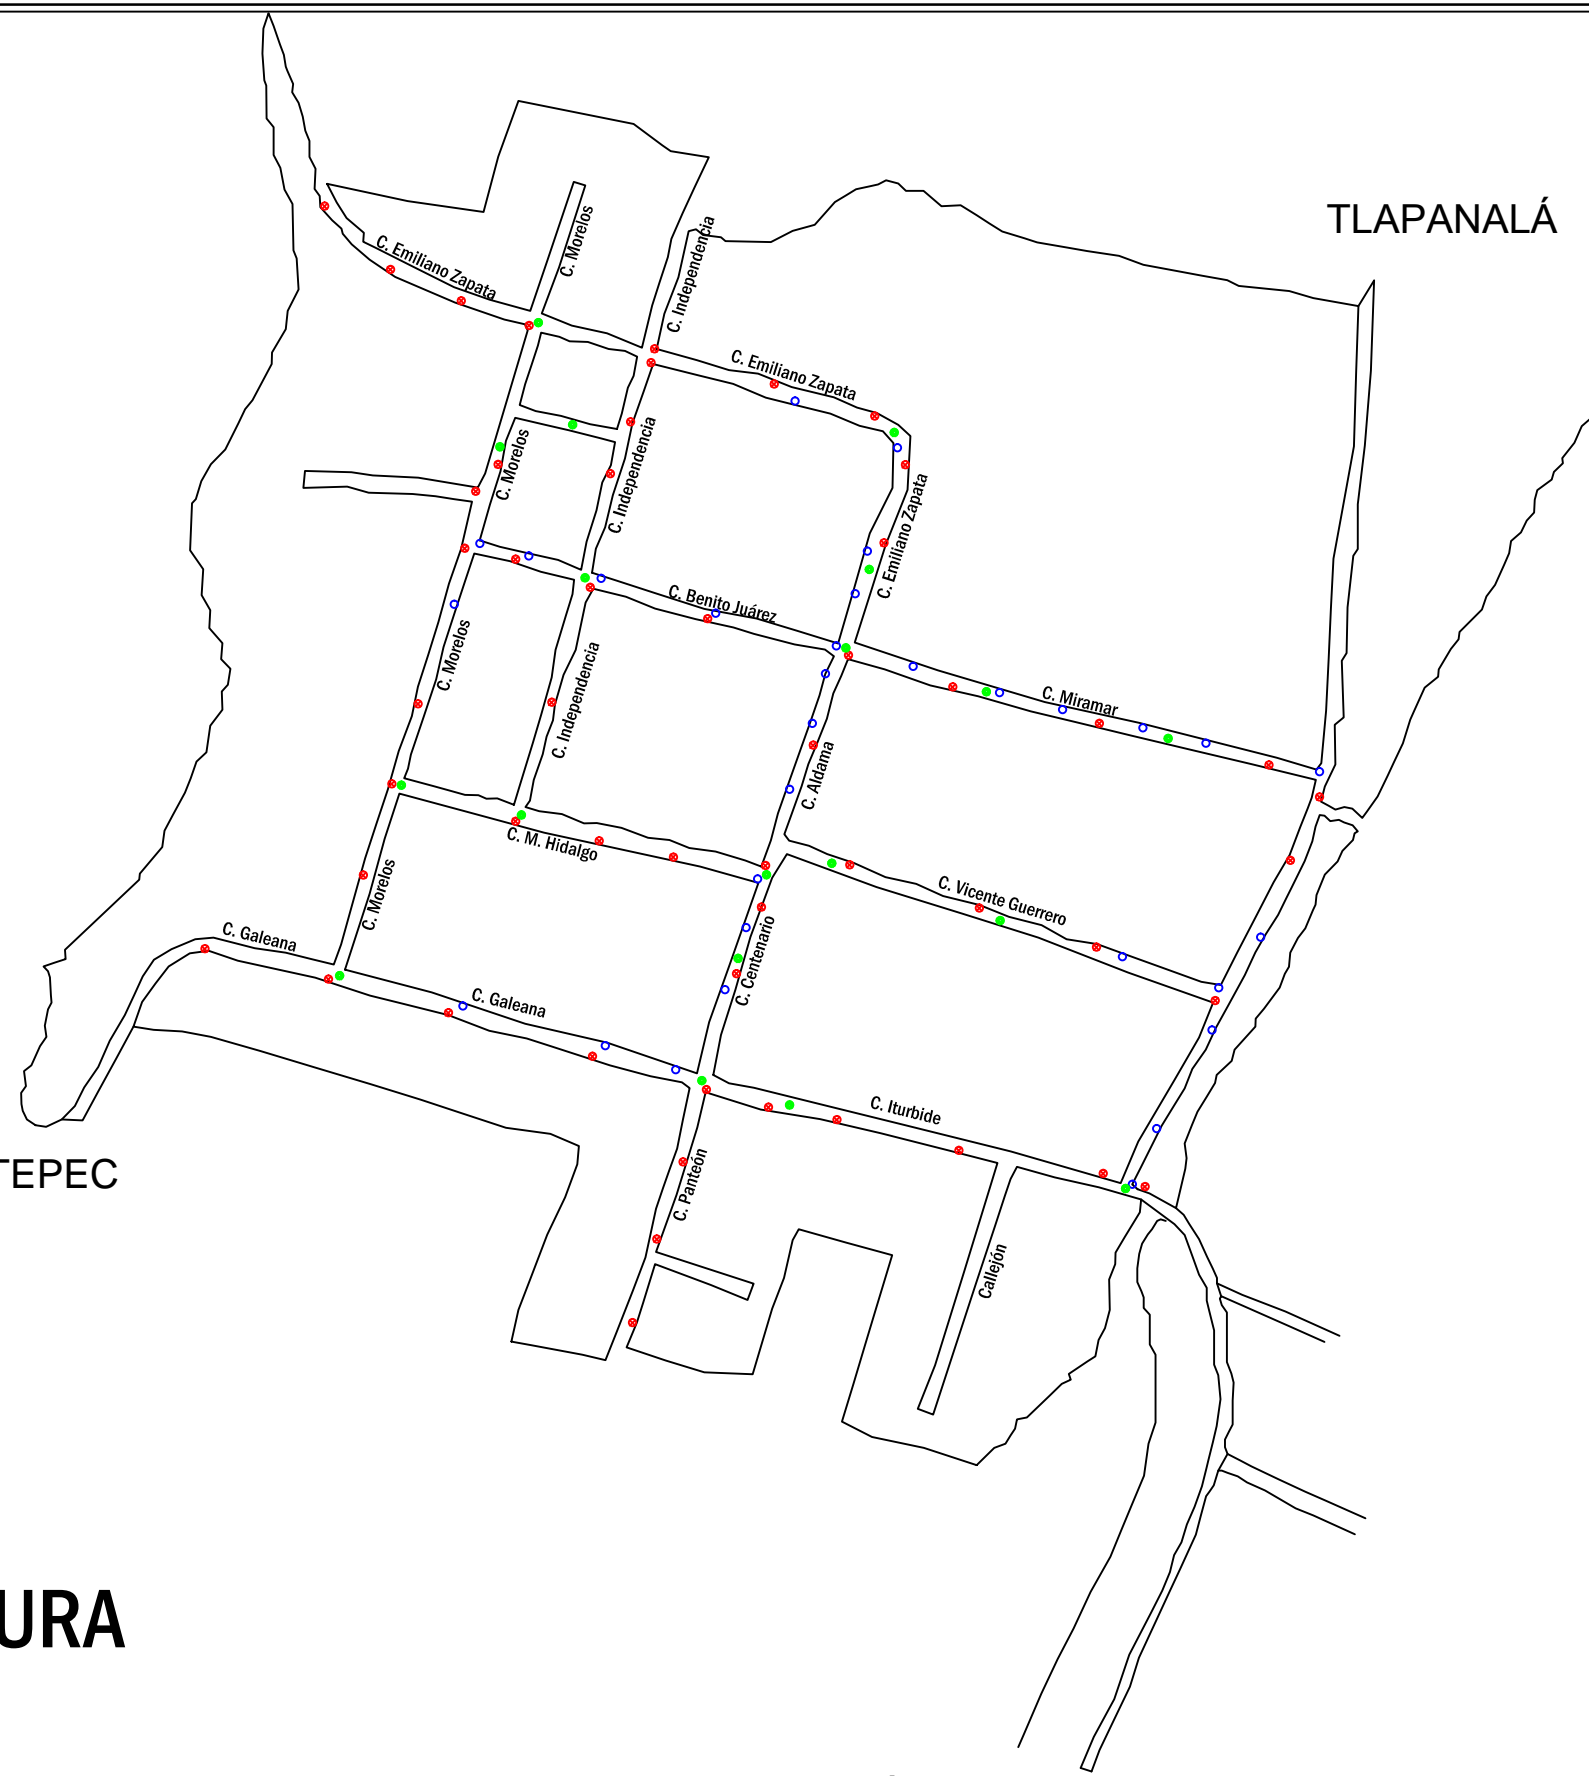 TLAPANALÁ
C. Morelos
C. Independencia
C. Emiliano Zapata
C. Emiliano Zapata
C. Morelos
C. Independencia
C. Emiliano Zapata
C. Benito Juárez
C. Morelos
C. Independencia
C. Miramar
C. Aldama
C. M. Hidalgo
C. Morelos
C. Vicente Guerrero
C. Galeana
C. Centenario
C. Galeana
C. Iturbide
TEPEC
C. Panteón
Callejón
URA